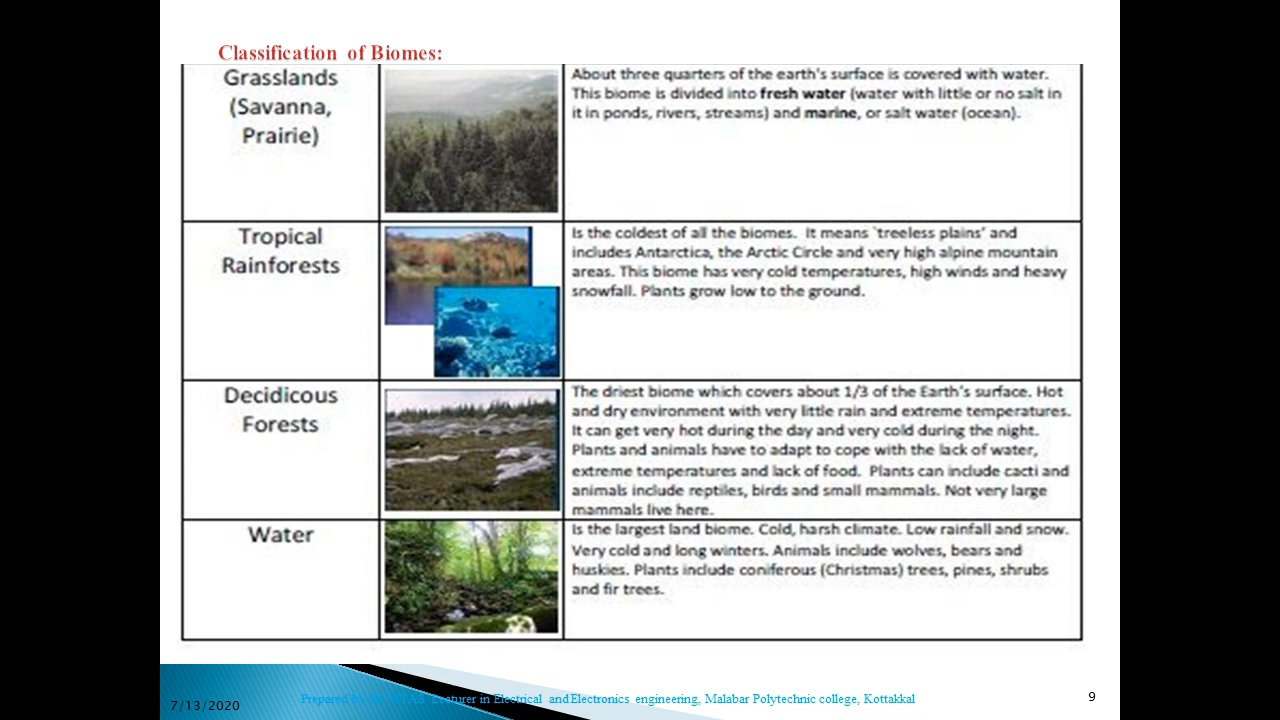 Classification of Biomes:
Grasslands
(Savanna,
Prairie)
About three quarters of the earth's surface is covered with water.
This biome is divided into fresh water (water with little or no salt in
it in ponds, rivers, streams) and marine, or salt water (ocean).
Tropical
Rainforests
Is the coldest of all the biomes. It means `treeless plains' and
includes Antarctica, the Arctic Circle and very high alpine mountain
areas. This biome has very cold temperatures, high winds and heavy
snowfall. Plants grow low to the ground.
Decidicous
Forests
The driest biome which covers about 1/3 of the Earth's surface. Hot
and dry environment with very little rain and extreme temperatures.
It can get very hot during the day and very cold during the night.
Plants and animals have to adapt to cope with the lack of water,
extreme temperatures and lack of food. Plants can include cacti and
animals include reptiles, birds and small mammals. Not very large
mammals live here.
Water
Is the largest land biome. Cold, harsh climate. Low rainfall and snow.
Very cold and long winters. Animals include wolves, bears and
huskies. Plants include coniferous (Christmas) trees, pines, shrubs
and fir trees.
7/13/2020
Prepared Lecturer in Electrical and Electronics engineering, Malabar Polytechnic college, Kottakkal
9